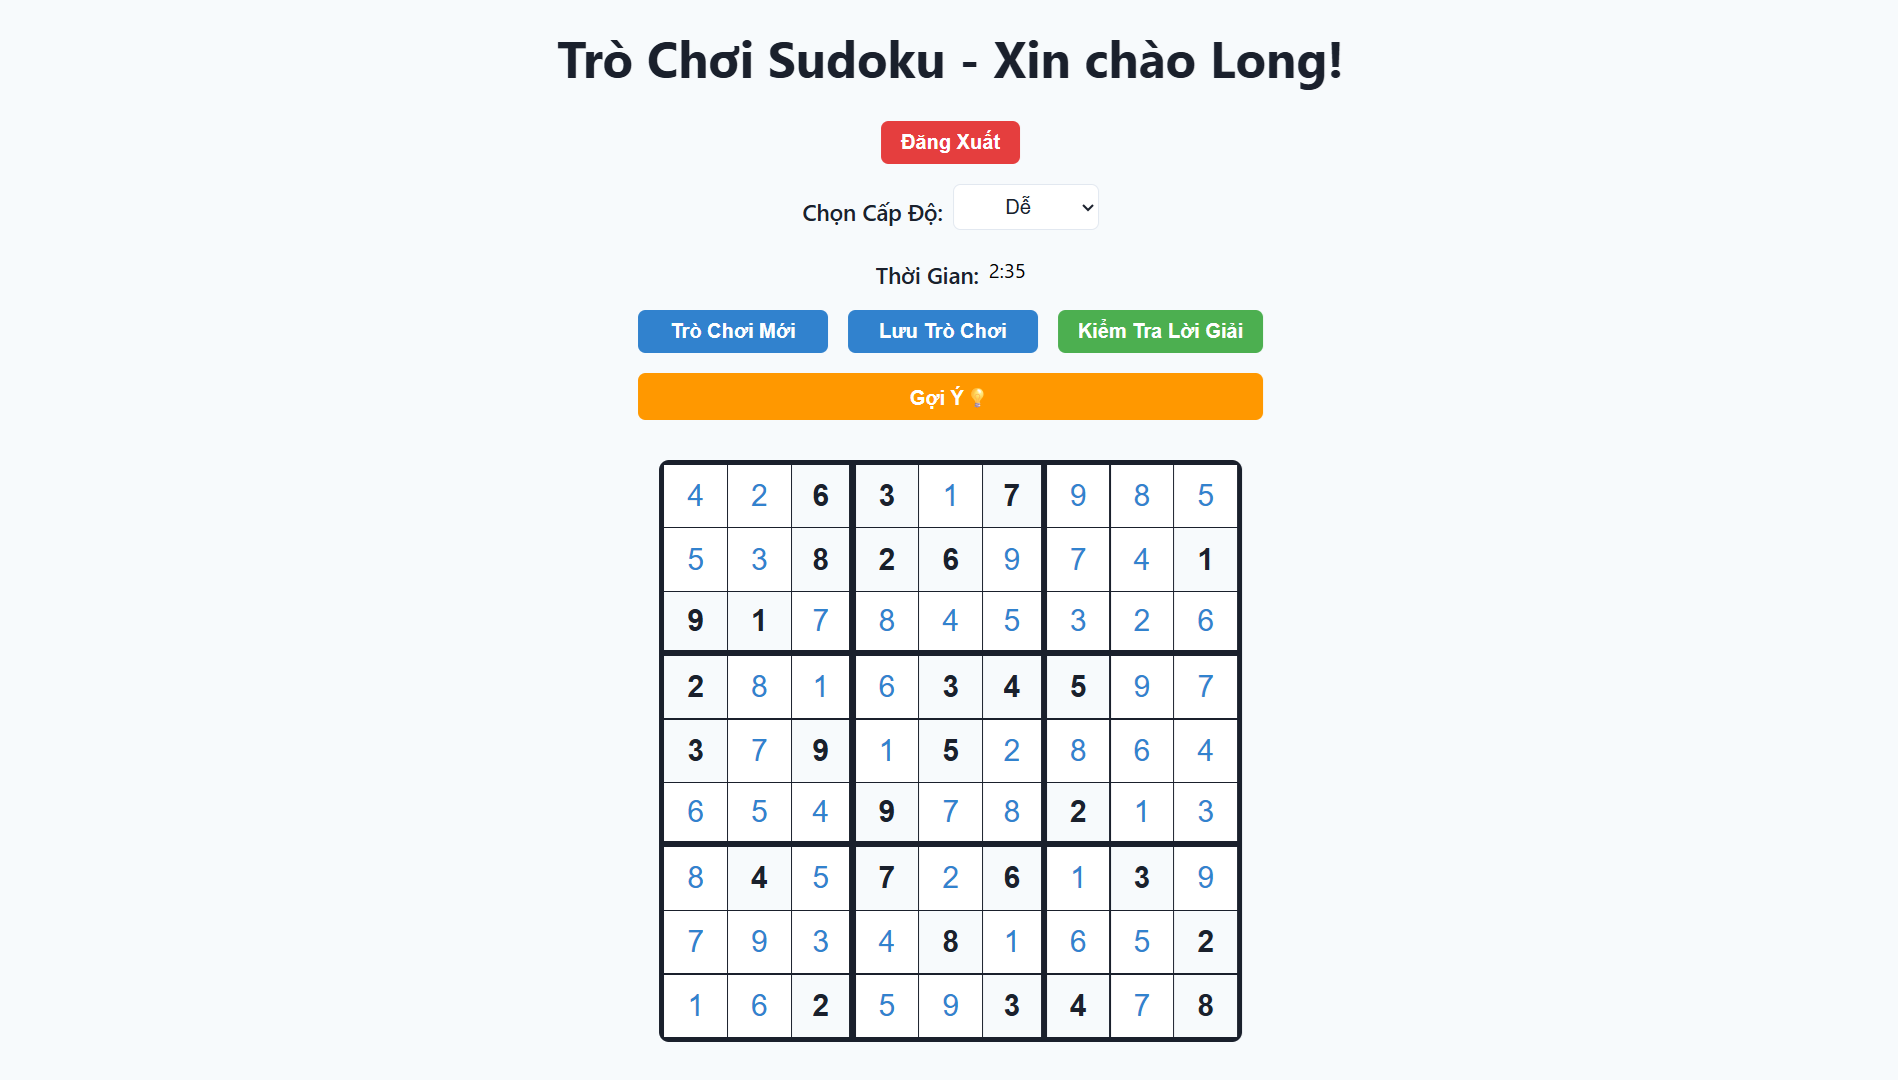 Trò Chơi Sudoku - Xin chào Long!
Đăng Xuất
Chọn Cấp Độ: Dễ
Thời Gian: 2:35
Trò Chơi Mới Lưu Trò Chơi Kiểm Tra Lời Giải
Gợi Ý💡
4 2 6 3 1 7 9 8 5
5 3 8 2 6 9 7 4 1
9 1 7 8 4 5 3 2 6
2 8 1 6 3 4 5 9 7
3 7 9 1 5 2 8 6 4
6 5 4 9 7 8 2 1 3
8 4 5 7 2 6 1 3 9
7 9 3 4 8 1 6 5 2
1 6 2 5 9 3 4 7 8